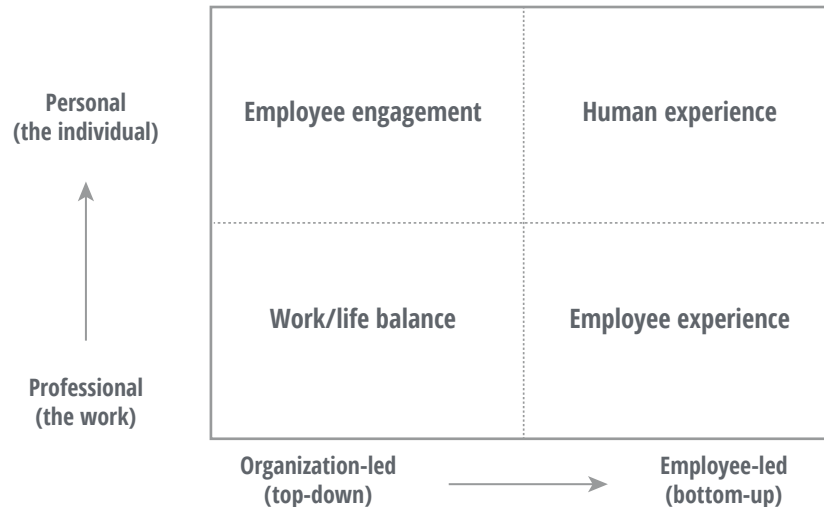 Personal
(the individual)
Employee engagement
Human experience
Work/life balance
Employee experience
Professional
(the work)
Organization-led
(top-down)
Employee-led
(bottom-up)